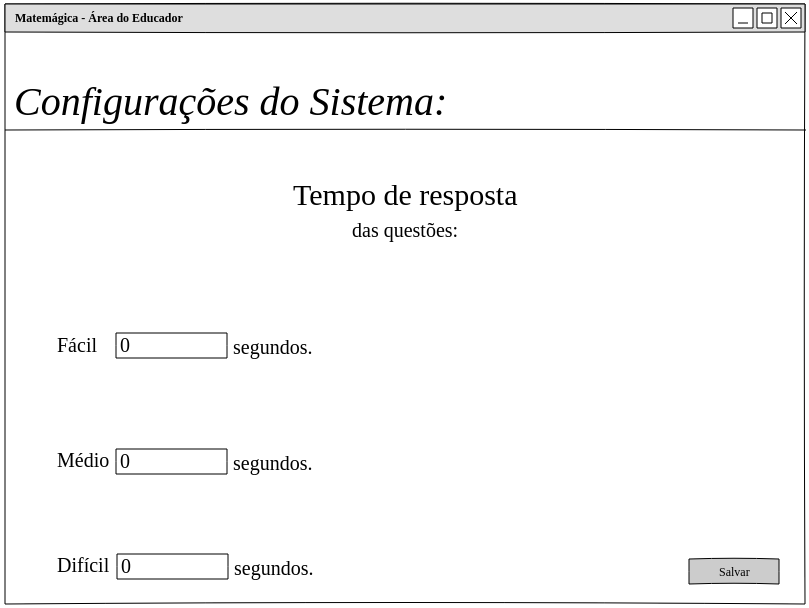 Matemágica - Área do Educador
Configurações do Sistema:
Tempo de resposta
das questões:
Fácil 0 segundos.
Médio 0 segundos.
Difícil 0 segundos.
Salvar